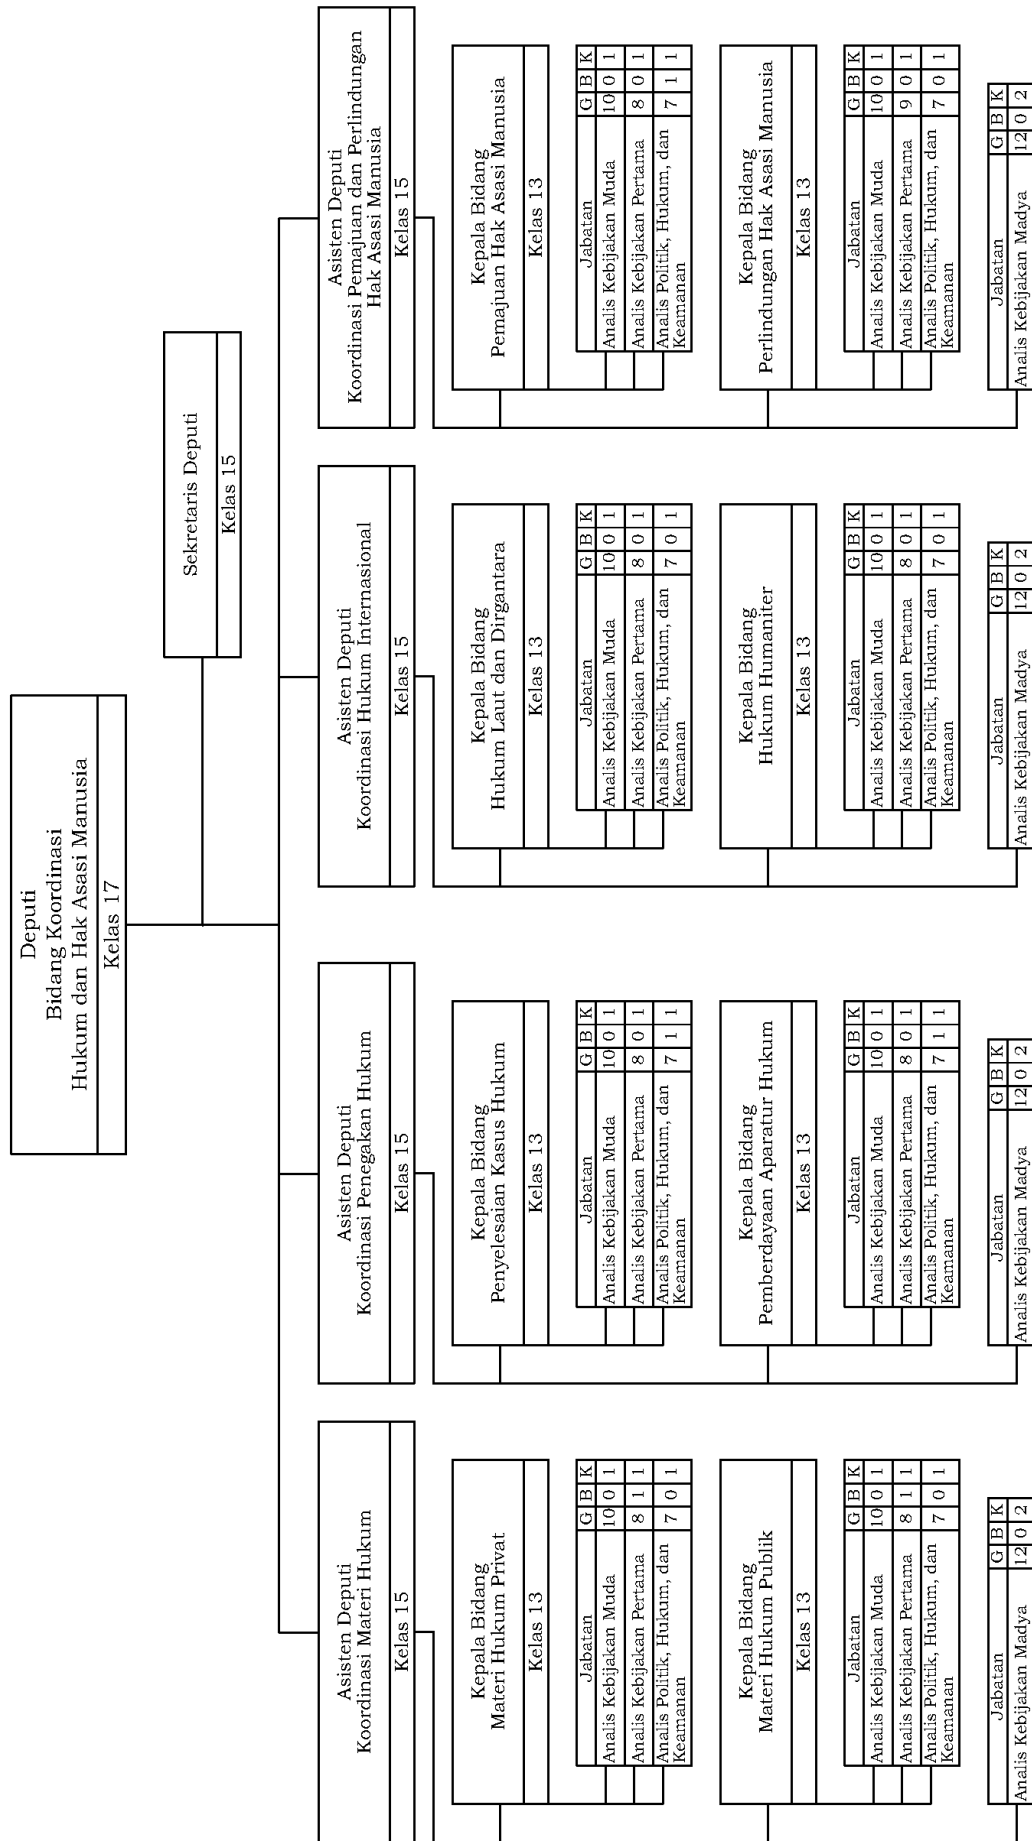 Deputi
Bidang Koordinasi
Hukum dan Hak Asasi Manusia
Kelas 17
Sekretaris Deputi
Kelas 15
Asisten Deputi
Koordinasi Materi Hukum
Kelas 15
Kepala Bidang
Materi Hukum Privat
Kelas 13
Jabatan G B K
Analis Kebijakan Muda 10 0 1
Analis Kebijakan Pertama 8 1 1
Analis Politik, Hukum, dan
Keamanan 7 0 1
Kepala Bidang
Materi Hukum Publik
Kelas 13
Jabatan G B K
Analis Kebijakan Muda 10 0 1
Analis Kebijakan Pertama 8 1 1
Analis Politik, Hukum, dan
Keamanan 7 0 1
Jabatan G B K
Analis Kebijakan Madya 12 0 2
Asisten Deputi
Koordinasi Penegakan Hukum
Kelas 15
Kepala Bidang
Penyelesaian Kasus Hukum
Kelas 13
Jabatan G B K
Analis Kebijakan Muda 10 0 1
Analis Kebijakan Pertama 8 0 1
Analis Politik, Hukum, dan
Keamanan 7 1 1
Kepala Bidang
Pemberdayaan Aparatur Hukum
Kelas 13
Jabatan G B K
Analis Kebijakan Muda 10 0 1
Analis Kebijakan Pertama 8 0 1
Analis Politik, Hukum, dan
Keamanan 7 1 1
Jabatan G B K
Analis Kebijakan Madya 12 0 2
Asisten Deputi
Koordinasi Hukum Internasional
Kelas 15
Kepala Bidang
Hukum Laut dan Dirgantara
Kelas 13
Jabatan G B K
Analis Kebijakan Muda 10 0 1
Analis Kebijakan Pertama 8 0 1
Analis Politik, Hukum, dan
Keamanan 7 0 1
Kepala Bidang
Hukum Humaniter
Kelas 13
Jabatan G B K
Analis Kebijakan Muda 10 0 1
Analis Kebijakan Pertama 8 0 1
Analis Politik, Hukum, dan
Keamanan 7 0 1
Jabatan G B K
Analis Kebijakan Madya 12 0 2
Asisten Deputi
Koordinasi Pemajuan dan Perlindungan
Hak Asasi Manusia
Kelas 15
Kepala Bidang
Pemajuan Hak Asasi Manusia
Kelas 13
Jabatan G B K
Analis Kebijakan Muda 10 0 1
Analis Kebijakan Pertama 8 0 1
Analis Politik, Hukum, dan
Keamanan 7 1 1
Kepala Bidang
Perlindungan Hak Asasi Manusia
Kelas 13
Jabatan G B K
Analis Kebijakan Muda 10 0 1
Analis Kebijakan Pertama 9 0 1
Analis Politik, Hukum, dan
Keamanan 7 0 1
Jabatan G B K
Analis Kebijakan Madya 12 0 2